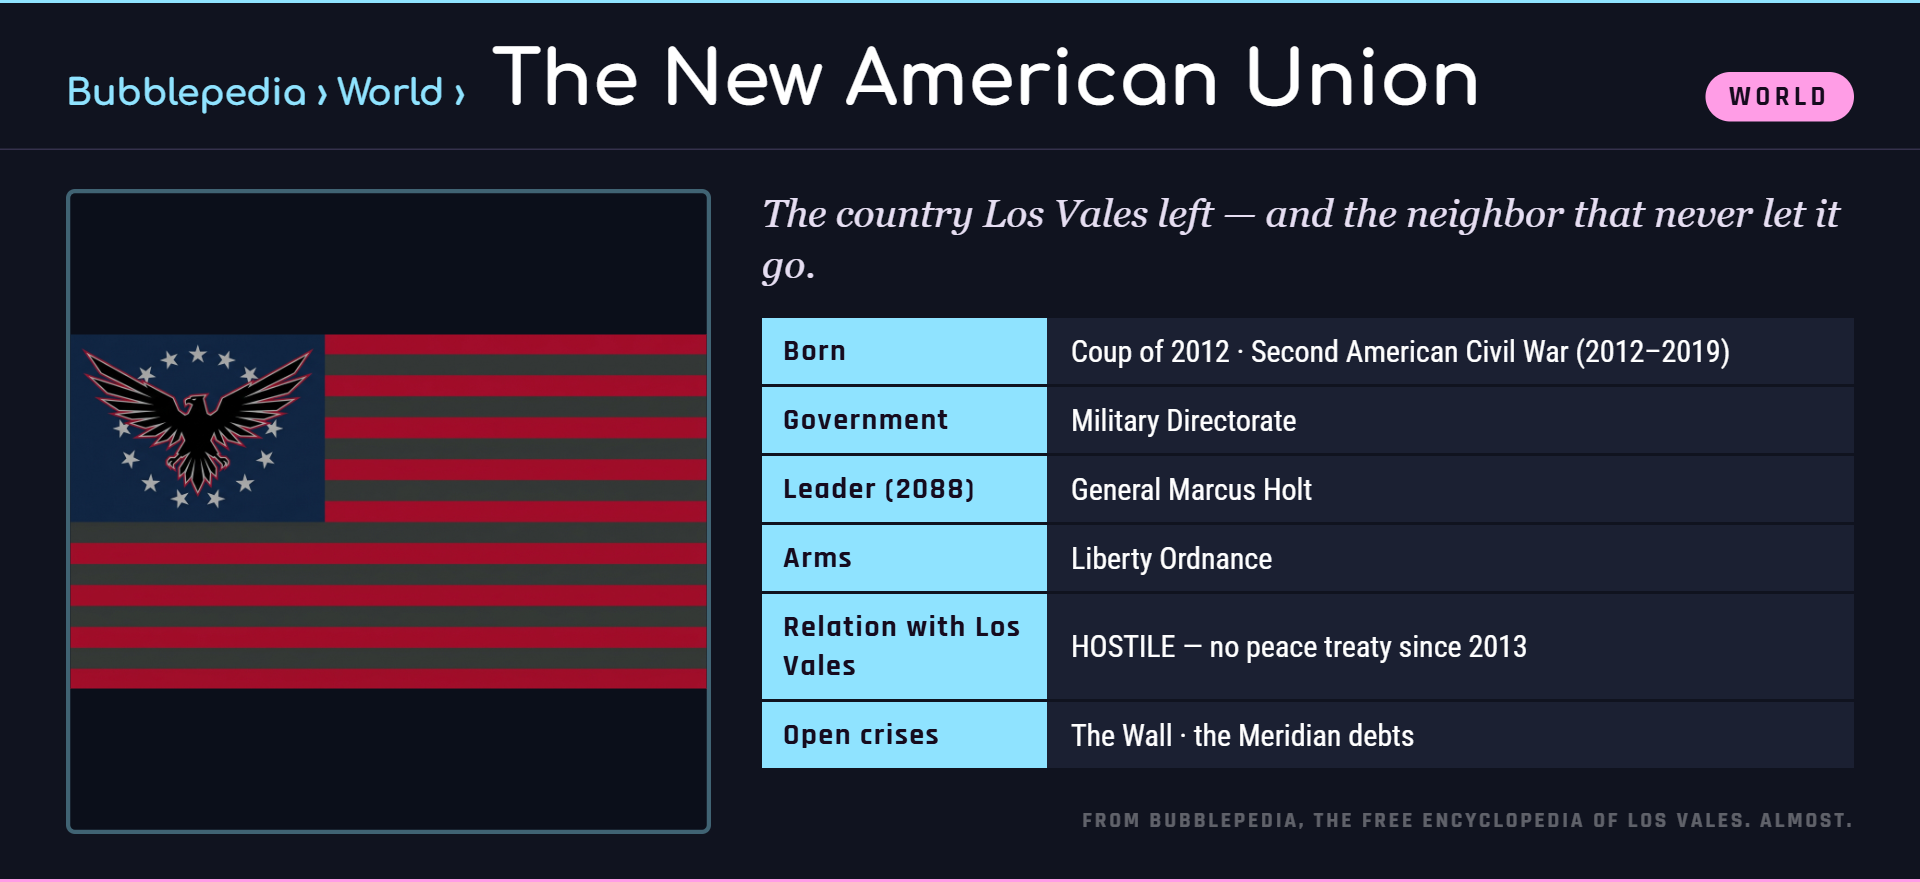 Bubblepedia › World › The New American Union
WORLD
The country Los Vales left — and the neighbor that never let it
go.
Born
Coup of 2012 · Second American Civil War (2012–2019)
Government
Military Directorate
Leader (2088)
General Marcus Holt
Arms
Liberty Ordnance
Relation with Los
Vales
HOSTILE — no peace treaty since 2013
Open crises
The Wall · the Meridian debts
FROM BUBBLEPEDIA, THE FREE ENCYCLOPEDIA OF LOS VALES. ALMOST.